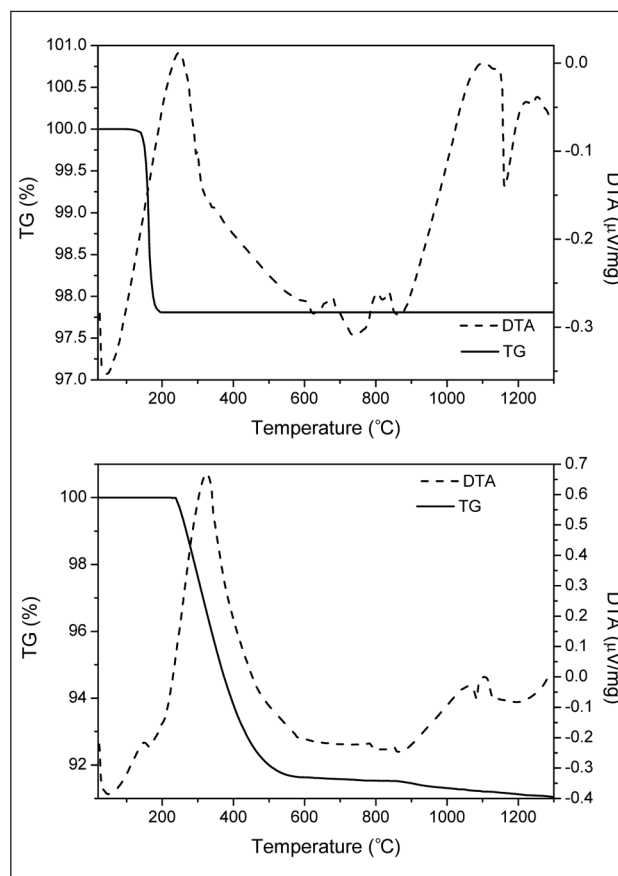 101.0
100.5
100.0
99.5
99.0
98.5
98.0
97.5
97.0
TG (%)
0.0
-0.1
-0.2
-0.3
DTA (μV/mg)
DTA
TG
200 400 600 800 1000 1200
Temperature (°C)
100
98
96
94
92
TG (%)
0.7
0.6
0.5
0.4
0.3
0.2
0.1
0.0
-0.1
-0.2
-0.3
-0.4
DTA (μV/mg)
DTA
TG
200 400 600 800 1000 1200
Temperature (°C)